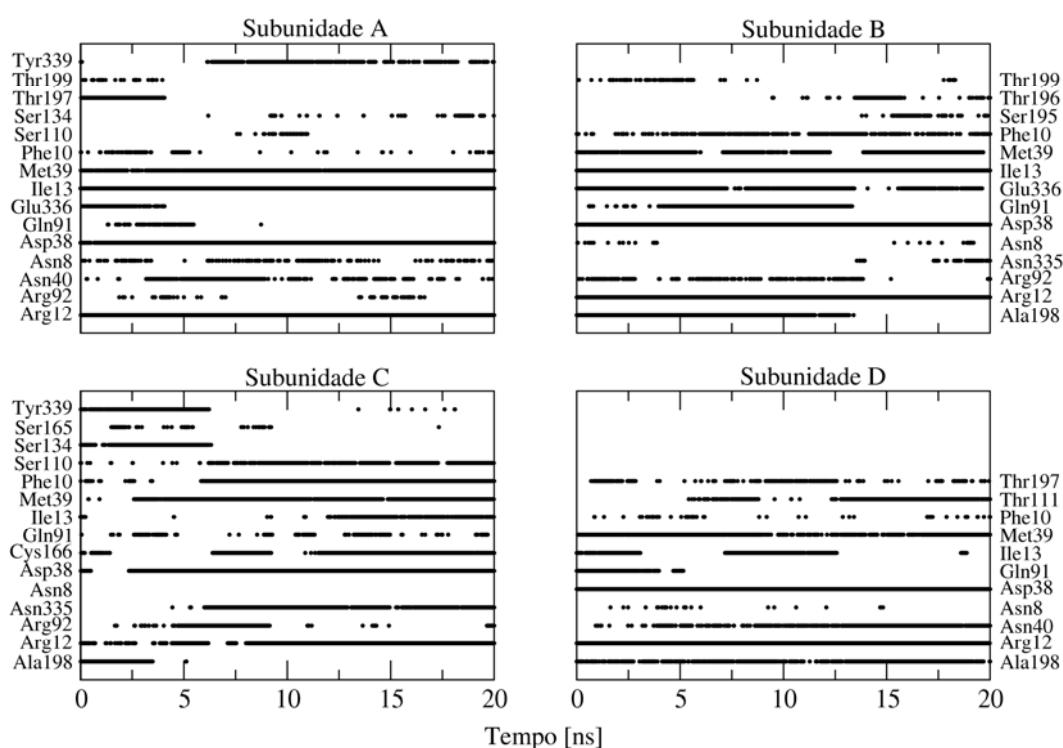 Subunidade A
Tyr339
Thr199
Thr197
Ser134
Ser110
Phe10
Met39
Ile13
Glu336
Gln91
Asp38
Asn8
Asn40
Arg92
Arg12
Subunidade B
Thr199
Thr196
Ser195
Phe10
Met39
Ile13
Glu336
Gln91
Asp38
Asn8
Asn335
Arg92
Arg12
Ala198
Subunidade C
Tyr339
Ser165
Ser134
Ser110
Phe10
Met39
Ile13
Gln91
Cys166
Asp38
Asn8
Asn335
Arg92
Arg12
Ala198
0 5 10 15 20
Subunidade D
Thr197
Thr111
Phe10
Met39
Ile13
Gln91
Asp38
Asn8
Asn40
Arg12
Ala198
0 5 10 15 20
Tempo [ns]